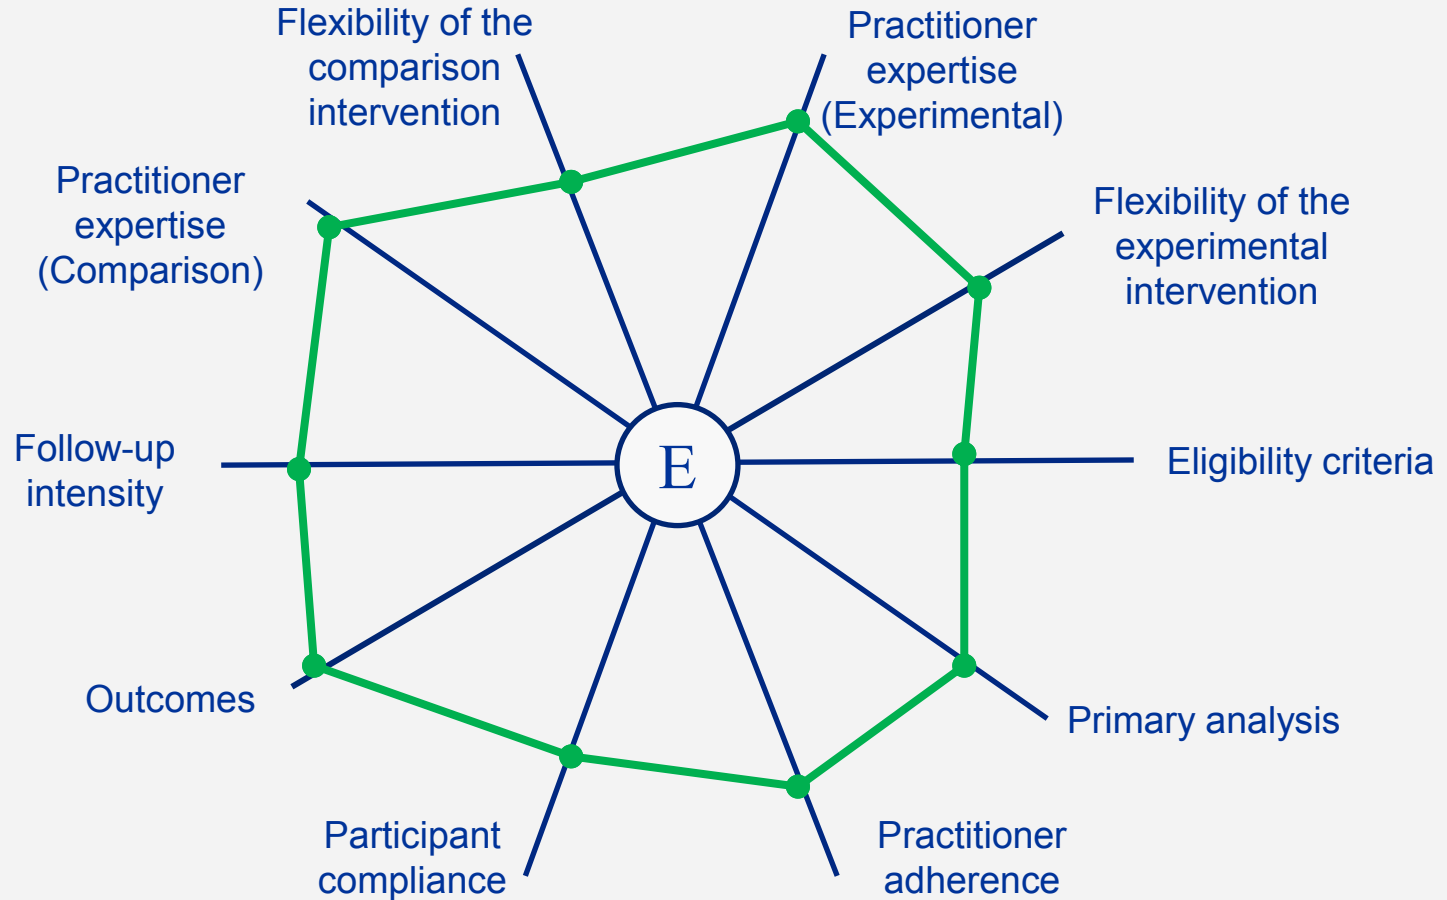 Flexibility of the
comparison
intervention
Practitioner
expertise
(Experimental)
Practitioner
expertise
(Comparison)
Flexibility of the
experimental
intervention
Follow-up
intensity
E
Eligibility criteria
Outcomes
Primary analysis
Participant
compliance
Practitioner
adherence